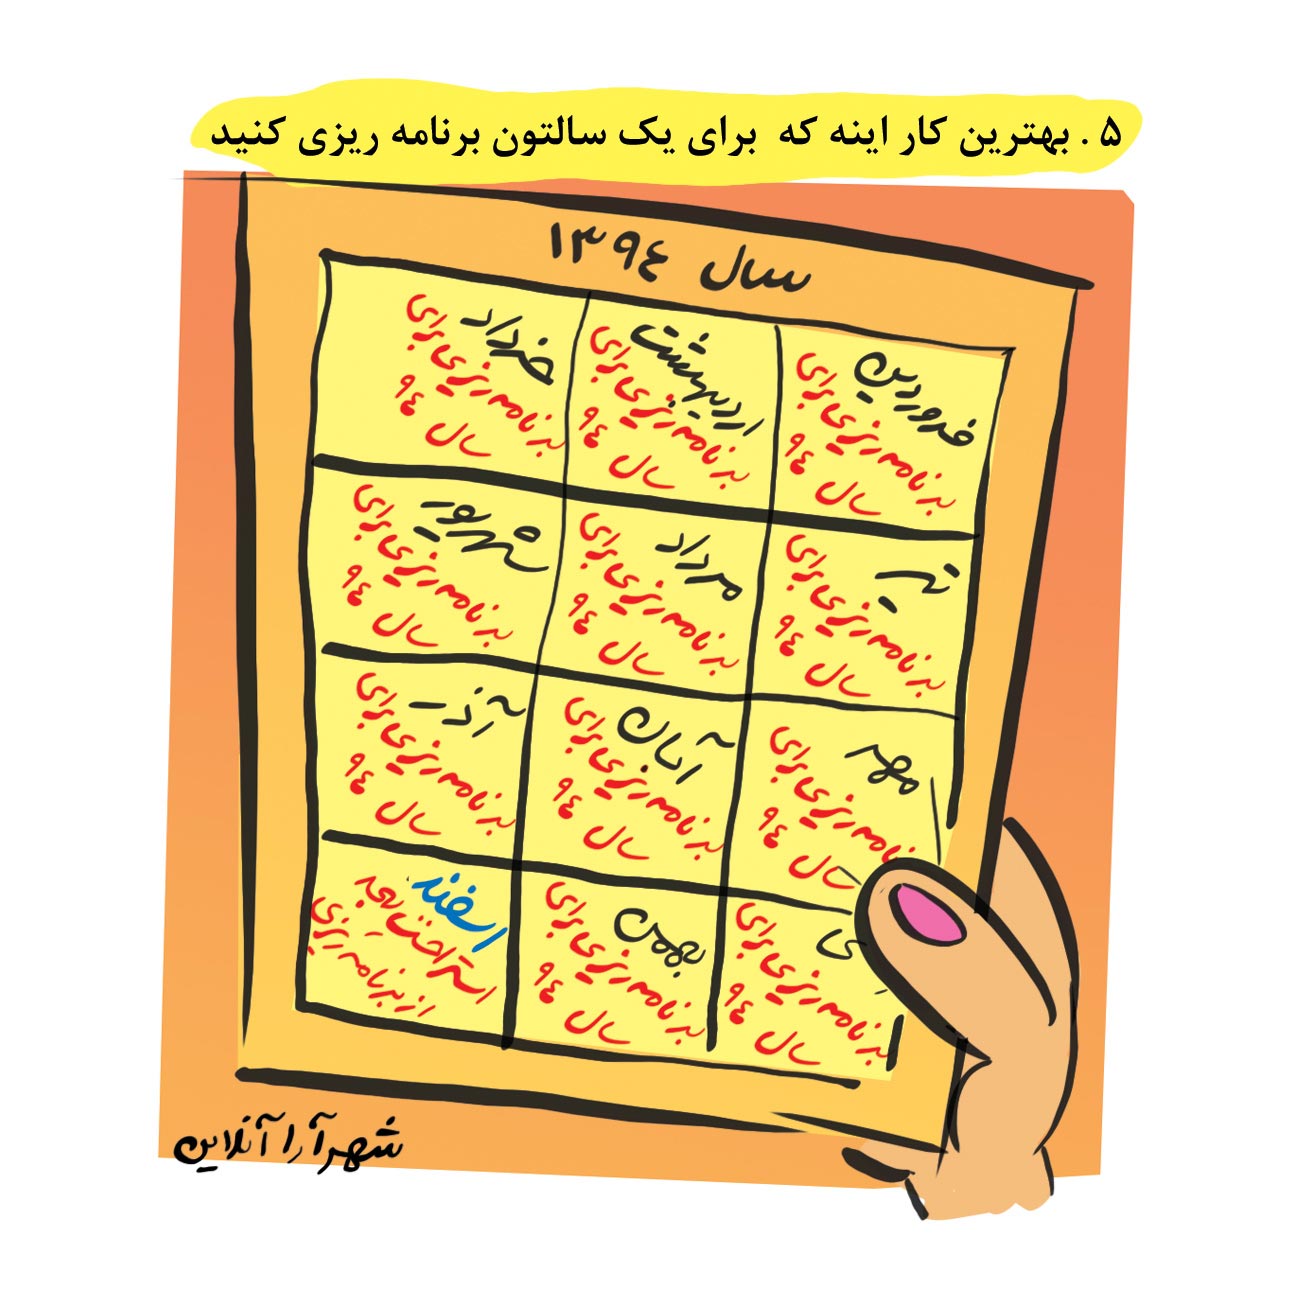 ۵ . بهترین کار اینه که برای یک سالتون برنامه ریزی کنید
سال ۱۳۹۴
فروردین
برنامه ریزی برای
سال ۹۴
اردیبهشت
برنامه ریزی برای
سال ۹۴
خرداد
برنامه ریزی برای
سال ۹۴
تیر
برنامه ریزی برای
سال ۹۴
مرداد
برنامه ریزی برای
سال ۹۴
شهریور
برنامه ریزی برای
سال ۹۴
مهر
نامه ریزی برای
سال ۹۴
آبان
برنامه ریزی برای
سال ۹۴
آذر
برنامه ریزی برای
سال ۹۴
ی
برنامه ریزی برای
سال ۹۴
بهمن
برنامه ریزی برای
سال ۹۴
اسفند
استراحت بعد
از برنامه ریزی
شهرآرا آنلاین